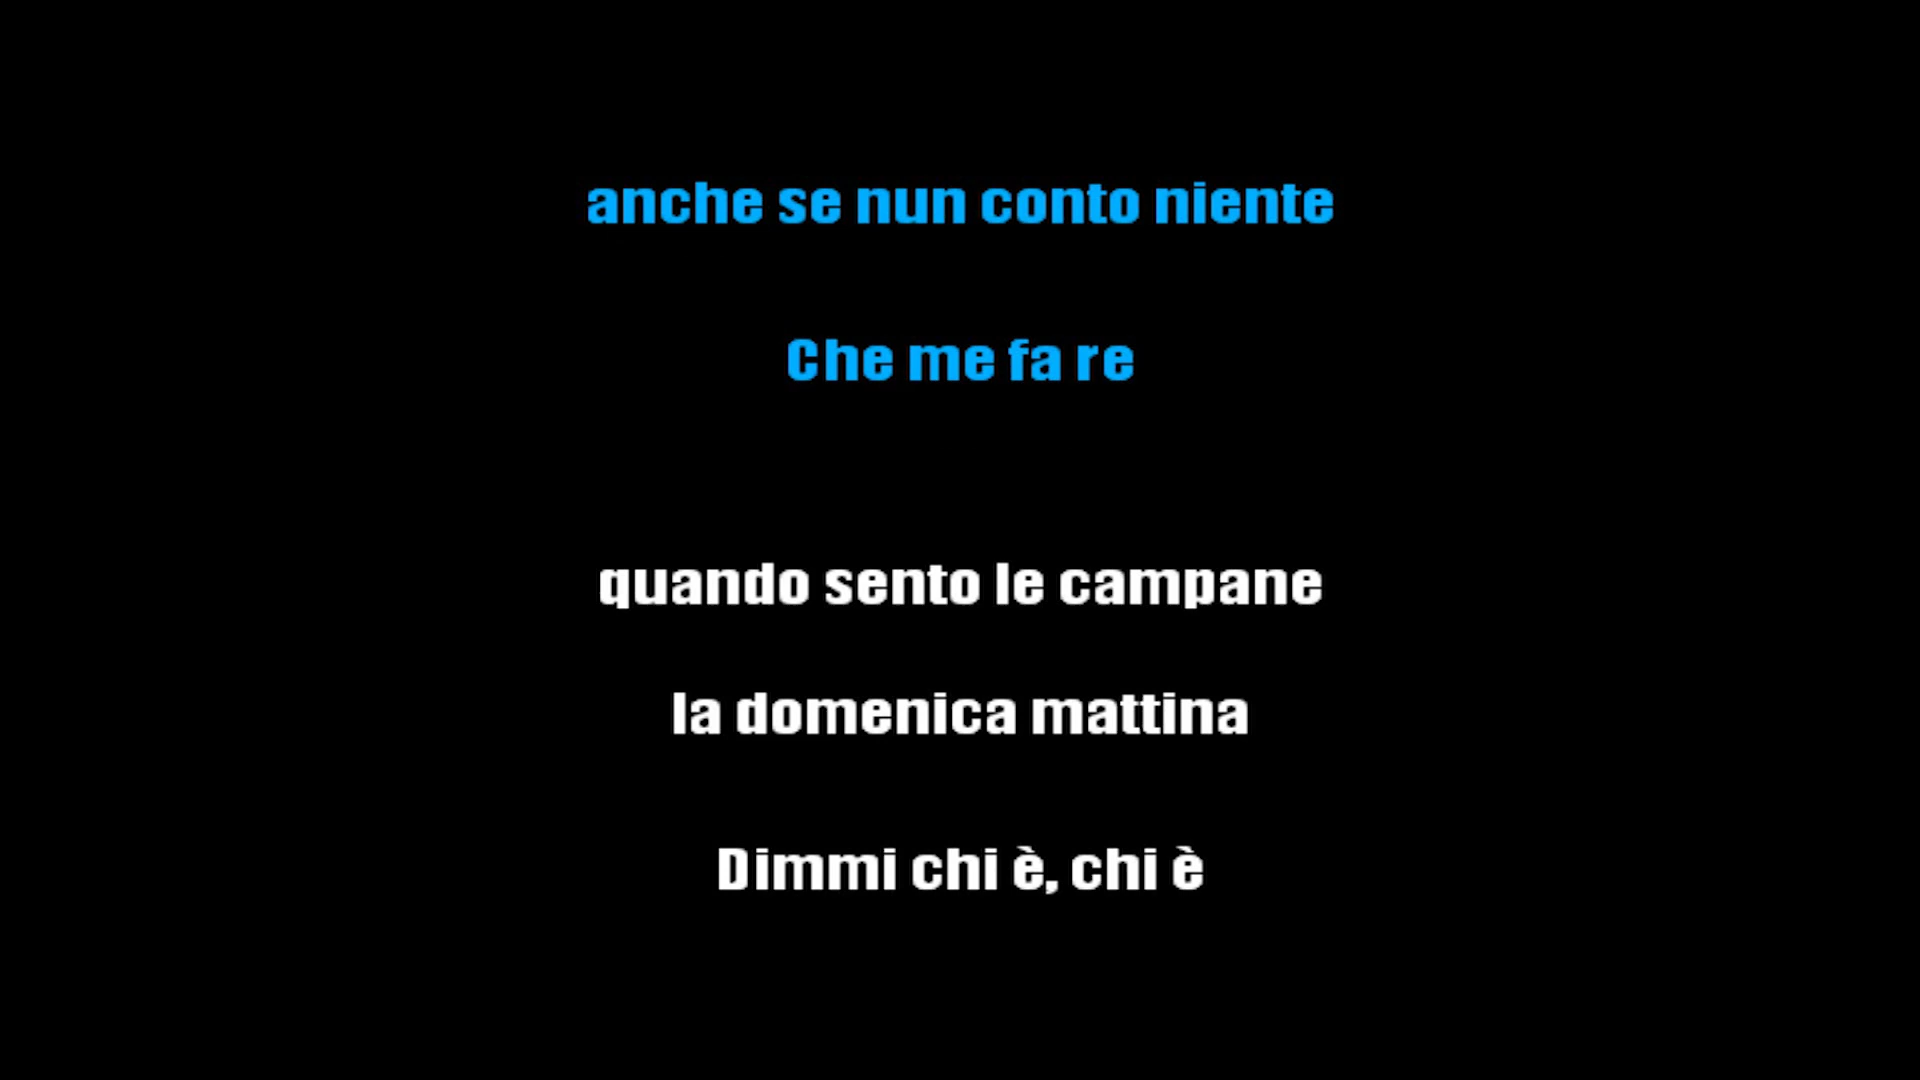 anche se nun conto niente
Che me fa re
quando sento le campane
la domenica mattina
Dimmi chi è, chi è